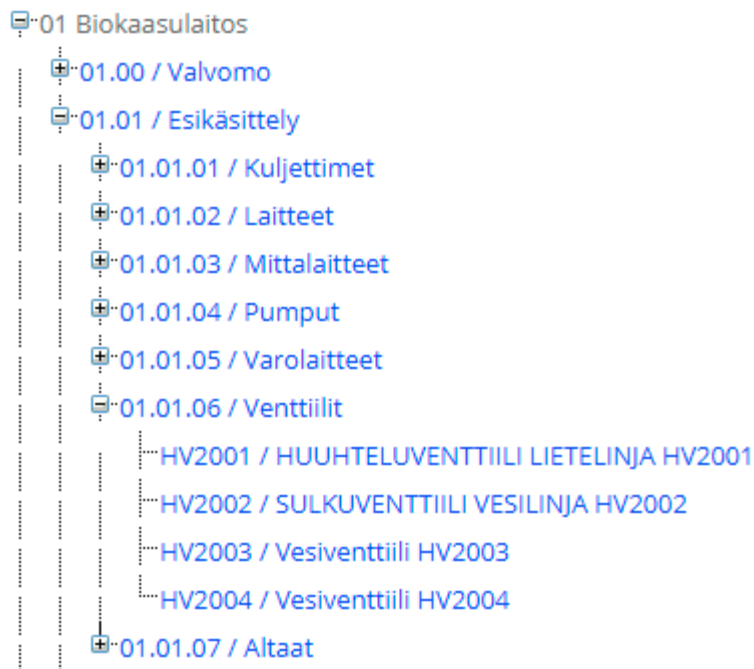 01 Biokaasulaitos
01.00 / Valvomo
01.01 / Esikäsittely
01.01.01 / Kuljettimet
01.01.02 / Laitteet
01.01.03 / Mittalaitteet
01.01.04 / Pumput
01.01.05 / Varolaitteet
01.01.06 / Venttiilit
HV2001 / HUUHTELUVENTTIILI LIETELINJA HV2001
HV2002 / SULKUVENTTIILI VESILINJA HV2002
HV2003 / Vesiventtiili HV2003
HV2004 / Vesiventtiili HV2004
01.01.07 / Altaat